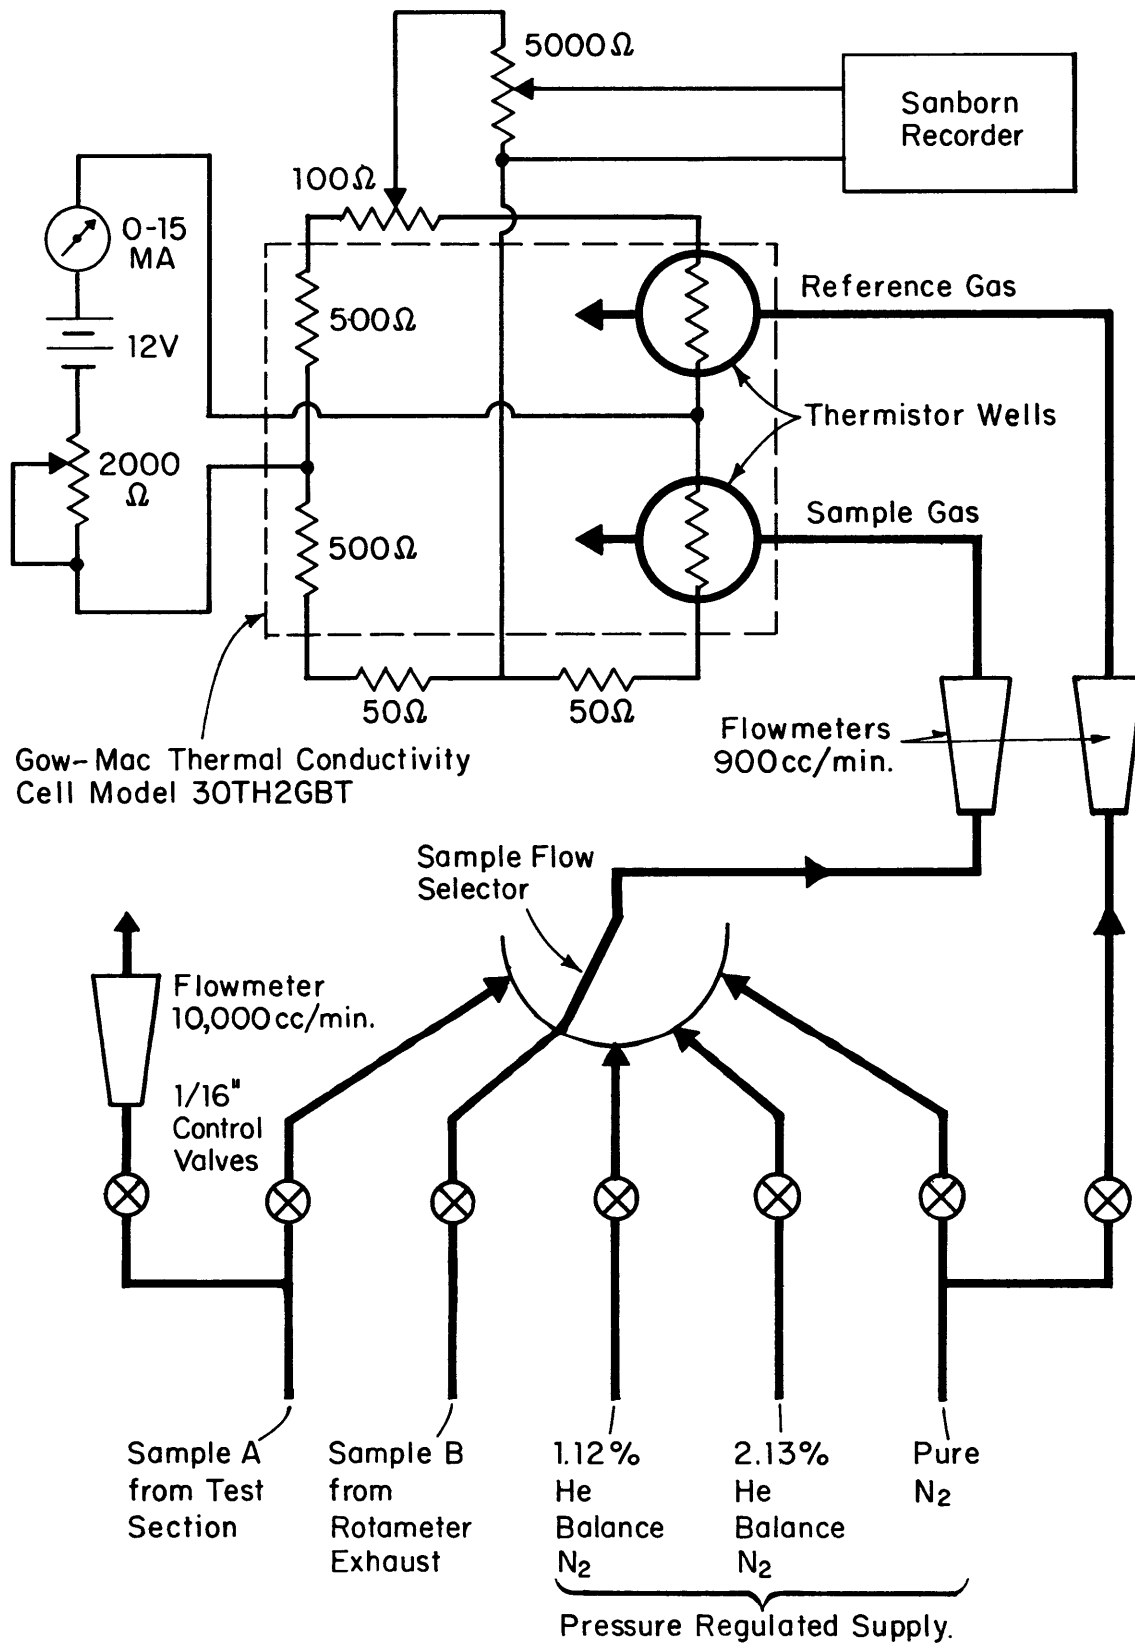 5000Ω
Sanborn
Recorder
100Ω
0-15
MA
500Ω
Reference Gas
12V
Thermistor Wells
2000
Ω
Sample Gas
500Ω
50Ω
50Ω
Flowmeters
900cc/min.
Gow-Mac Thermal Conductivity
Cell Model 30TH2GBT
Sample Flow
Selector
Flowmeter
10,000cc/min.
1/16"
Control
Valves
Sample A
from Test
Section
Sample B
from
Rotameter
Exhaust
1.12%
He
Balance
N2
2.13%
He
Balance
N2
Pure
N2
Pressure Regulated Supply.